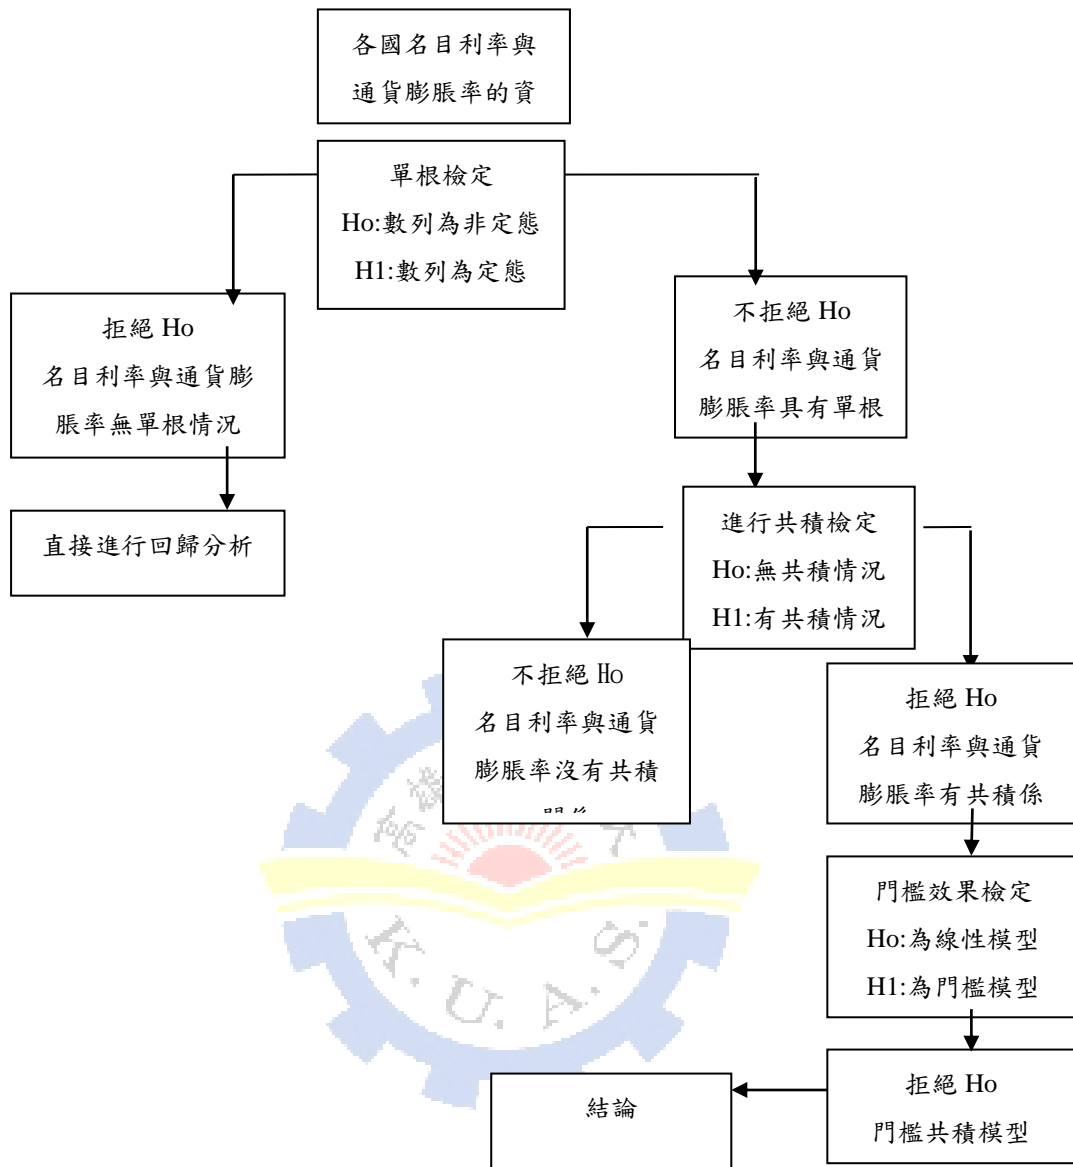 各國名目利率與
通貨膨脹率的資
單根檢定
Ho:數列為非定態
H1:數列為定態
拒絕 Ho
名目利率與通貨膨
脹率無單根情況
直接進行回歸分析
不拒絕 Ho
名目利率與通貨
膨脹率具有單根
進行共積檢定
Ho:無共積情況
H1:有共積情況
不拒絕 Ho
名目利率與通貨
膨脹率沒有共積
拒絕 Ho
名目利率與通貨
膨脹率有共積係
門檻效果檢定
Ho:為線性模型
H1:為門檻模型
拒絕 Ho
門檻共積模型
結論
K.U.A.S.